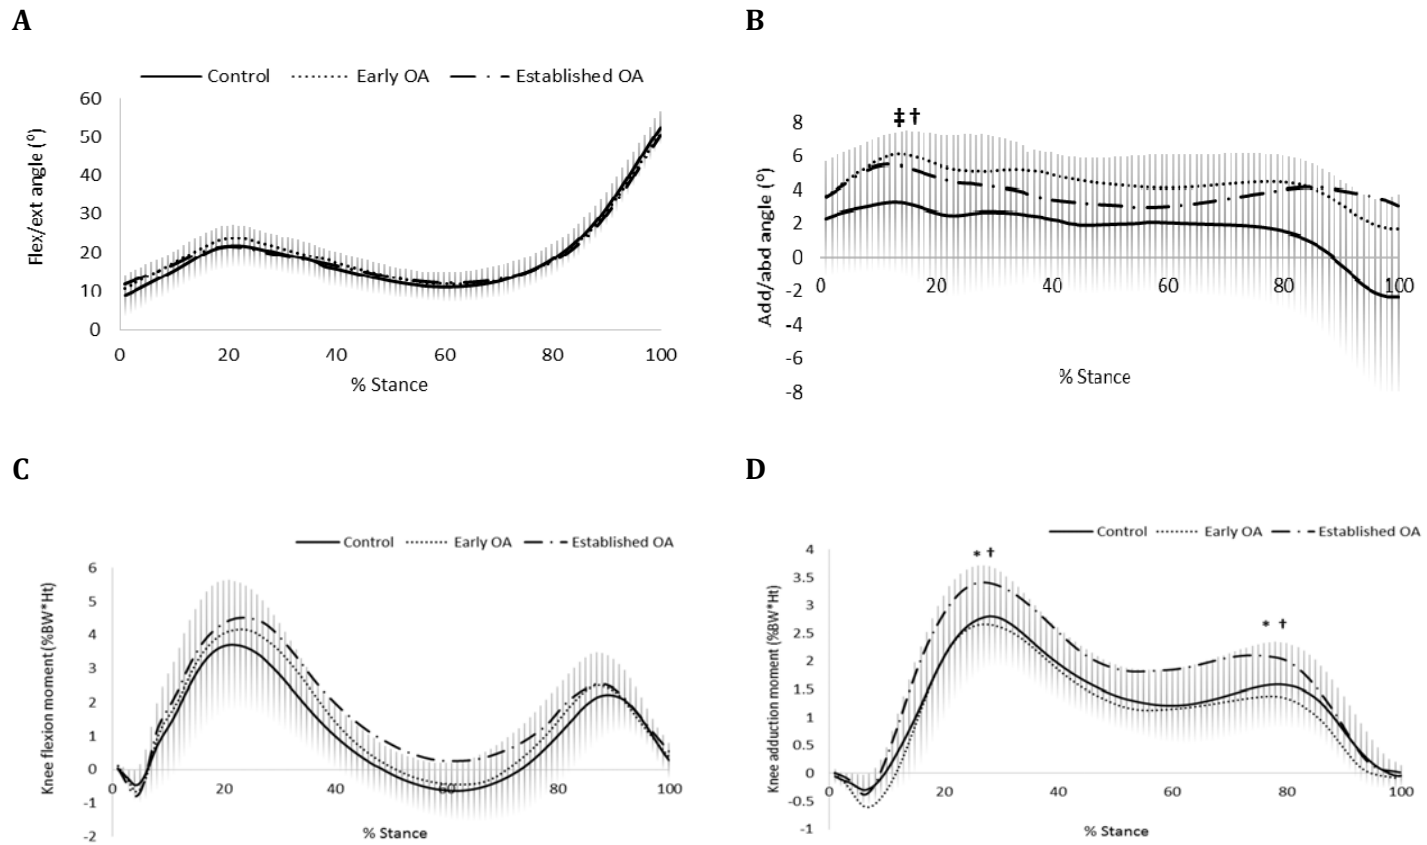 A
Control Early OA Established OA
Flex/ext angle (°)
60
50
40
30
20
10
0
0 20 40 60 80 100
% Stance
B
‡ †
Add/abd angle (°)
8
6
4
2
0
-2
-4
-6
-8
0 20 40 60 80 100
% Stance
C
Control Early OA Established OA
Knee flexion moment (%BW*Ht)
6
5
4
3
2
1
0
-1
-2
0 20 40 60 80 100
% Stance
D
Control Early OA Established OA
Knee adduction moment (%BW*Ht)
4
3.5
3
2.5
2
1.5
1
0.5
0
-0.5
-1
* †
* †
0 20 40 60 80 100
% Stance